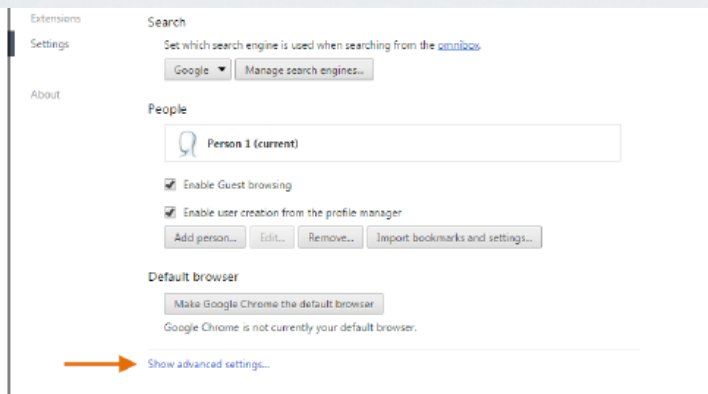 Extensions
Settings
About
Search
Set which search engine is used when searching from the omnibox.
Google
Manage search engines...
People
Person 1 (current)
Enable Guest browsing
Enable user creation from the profile manager
Add person...
Edit...
Remove...
Import bookmarks and settings...
Default browser
Make Google Chrome the default browser
Google Chrome is not currently your default browser.
Show advanced settings...